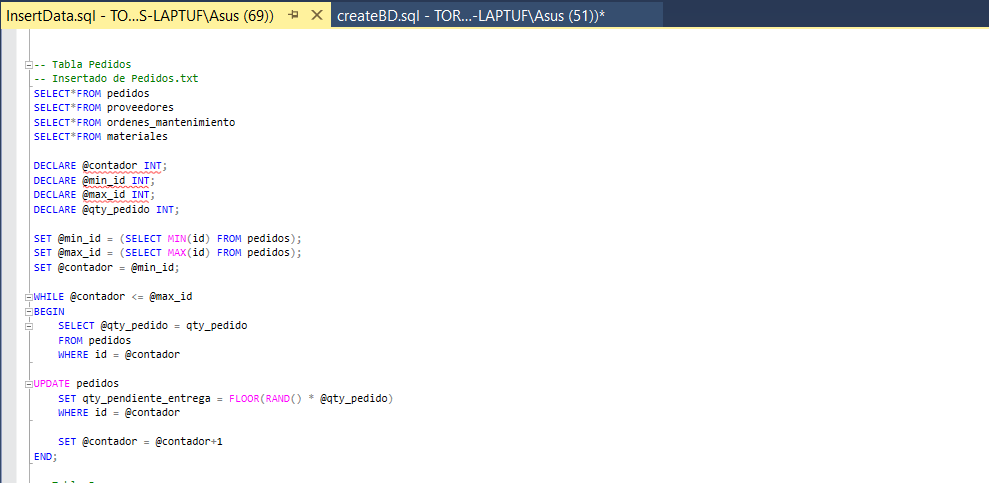 InsertData.sql - TO...S-LAPTUF\Asus (69))
createBD.sql - TOR...-LAPTUF\Asus (51))*
-- Tabla Pedidos
-- Insertado de Pedidos.txt
SELECT*FROM pedidos
SELECT*FROM proveedores
SELECT*FROM ordenes_mantenimiento
SELECT*FROM materiales
DECLARE @contador INT;
DECLARE @min_id INT;
DECLARE @max_id INT;
DECLARE @qty_pedido INT;
SET @min_id = (SELECT MIN(id) FROM pedidos);
SET @max_id = (SELECT MAX(id) FROM pedidos);
SET @contador = @min_id;
WHILE @contador <= @max_id
BEGIN
SELECT @qty_pedido = qty_pedido
FROM pedidos
WHERE id = @contador
UPDATE pedidos
SET qty_pendiente_entrega = FLOOR(RAND() * @qty_pedido)
WHERE id = @contador
SET @contador = @contador+1
END;